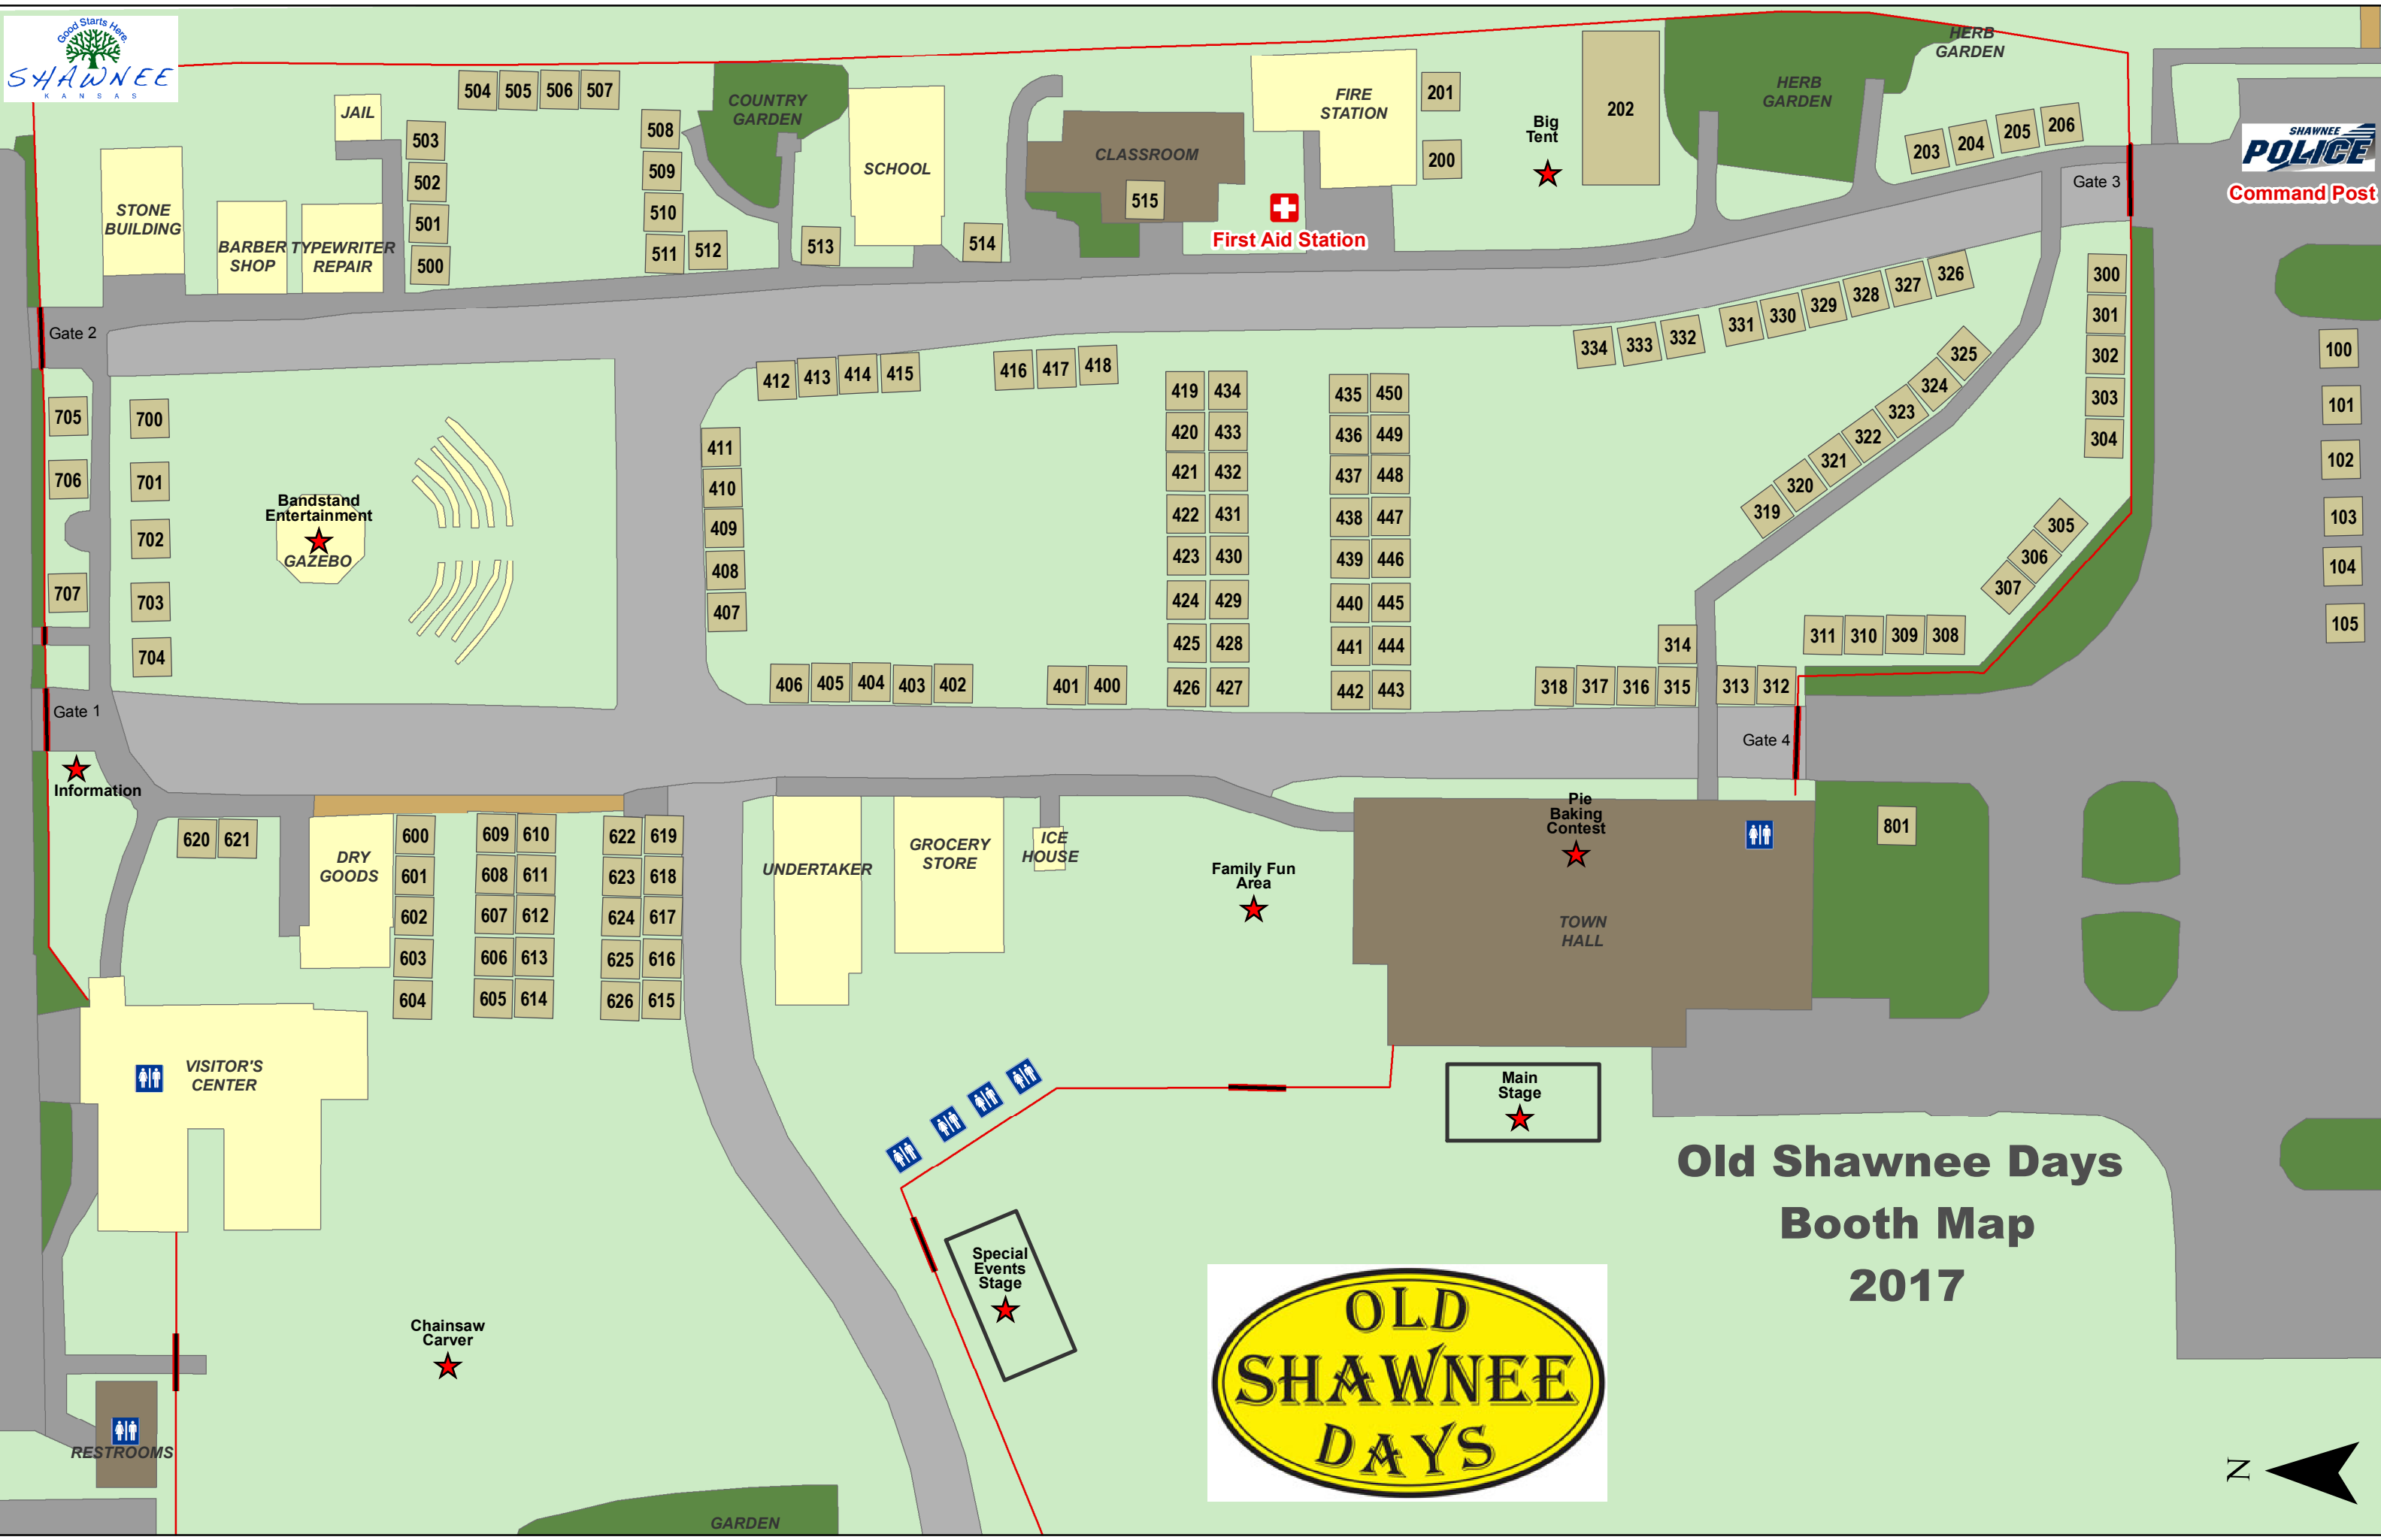 Good Starts Here.
SHAWNEE
KANSAS
HERB
GARDEN
504 505 506 507
JAIL
COUNTRY
GARDEN
FIRE
STATION
201
202
HERB
GARDEN
Big
Tent
503
508
CLASSROOM
200
203 204 205 206
SHAWNEE
POLICE
Command Post
Gate 3
502
509
SCHOOL
515
STONE
BUILDING
501
510
First Aid Station
BARBER
SHOP
TYPEWRITER
REPAIR
500
511 512
513
514
Gate 2
300
301
302
303
304
326
327
328
329
330
331
332
333
334
325
324
323
322
321
320
319
100
101
102
103
104
105
412 413 414 415
416 417 418
705
706
707
700
701
702
703
704
Bandstand
Entertainment
GAZEBO
411
410
409
408
407
419 434
420 433
421 432
422 431
423 430
424 429
425 428
426 427
435 450
436 449
437 448
438 447
439 446
440 445
441 444
442 443
305
306
307
311 310 309 308
314
318 317 316 315
313 312
406 405 404 403 402
401 400
Gate 1
Gate 4
Information
620 621
DRY
GOODS
600
601
602
603
604
609 610
608 611
607 612
606 613
605 614
622 619
623 618
624 617
625 616
626 615
UNDERTAKER
GROCERY
STORE
ICE
HOUSE
Family Fun
Area
Pie
Baking
Contest
TOWN
HALL
801
VISITOR'S
CENTER
Main
Stage
Special
Events
Stage
Chainsaw
Carver
RESTROOMS
GARDEN
Old Shawnee Days
Booth Map
2017
OLD
SHAWNEE
DAYS
N